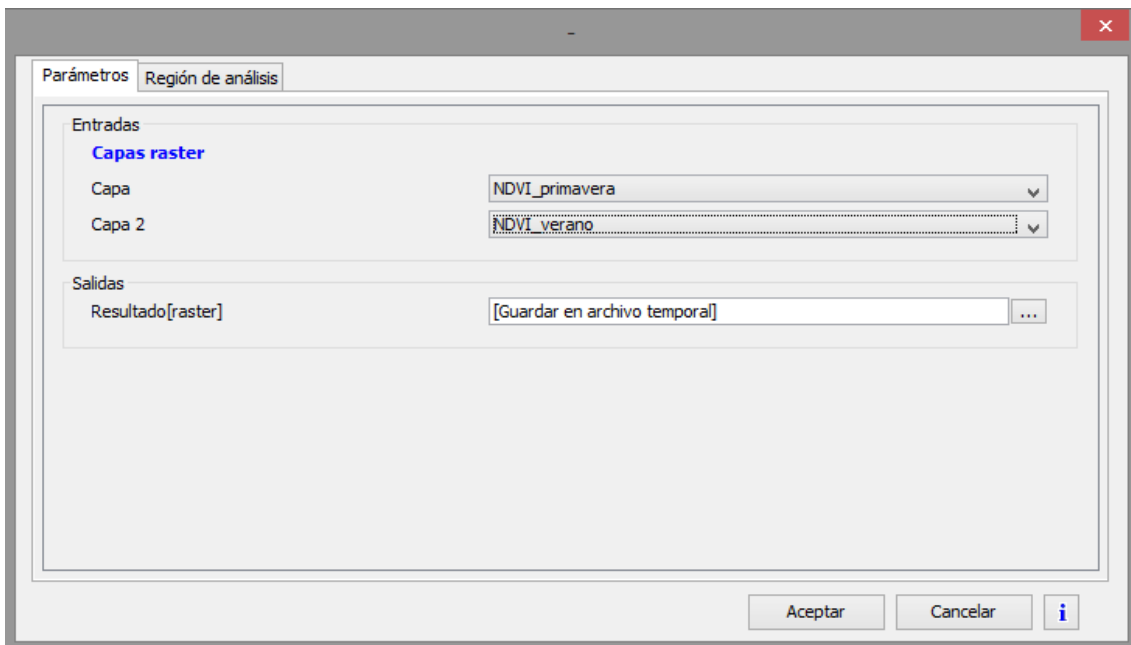 -
Parámetros Región de análisis
Entradas
Capas raster
Capa NDVI_primavera
Capa 2 NDVI_verano
Salidas
Resultado[raster] [Guardar en archivo temporal] ...
Aceptar Cancelar i